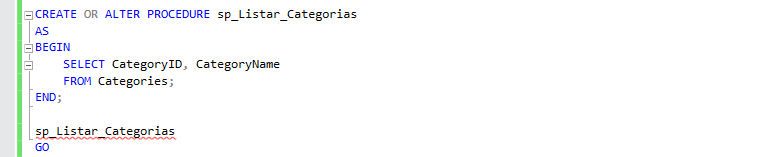 CREATE OR ALTER PROCEDURE sp_Listar_Categorias
AS
BEGIN
    SELECT CategoryID, CategoryName
    FROM Categories;
END;
sp_Listar_Categorias
GO